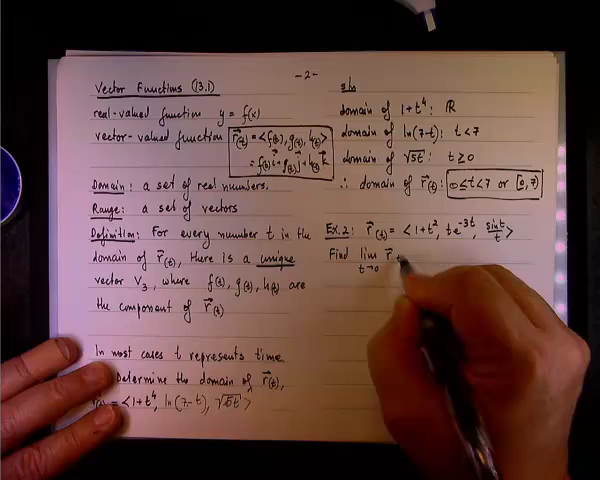 -2-
Vector Functions (13.1)
real-valued function y = f(x)
vector-valued function r⃗(t) = <f(t), g(t), h(t)>
= f(t)i⃗ + g(t)j⃗ + h(t)k⃗
Domain: a set of real numbers.
Range: a set of vectors
Definition: For every number t in the
domain of r⃗(t), there is a unique
vector V₃, where f(t), g(t), h(t) are
the component of r⃗(t)
In most cases t represents time.
Determine the domain of r⃗(t),
= <1+t⁴, ln(7-t), √5t>
sln
domain of 1+t⁴: ℝ
domain of ln(7-t): t<7
domain of √5t: t≥0
∴ domain of r⃗(t): 0≤t<7 or [0,7)
Ex.2: r⃗(t) = <1+t², te^-3t, sint/t>
Find lim t→0 r⃗